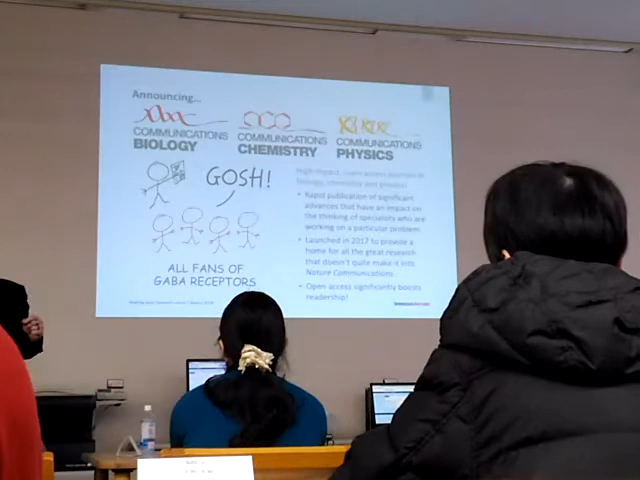 Announcing...
COMMUNICATIONS
BIOLOGY
COMMUNICATIONS
CHEMISTRY
COMMUNICATIONS
PHYSICS
GOSH!
ALL FANS OF
GABA RECEPTORS
High-impact, open access journals in
biology, chemistry and physics
• Rapid publication of significant
advances that have an impact on
the thinking of specialists who are
working on a particular problem.
• Launched in 2017 to provide a
home for all the great research
that doesn't quite make it into
Nature Communications.
• Open access significantly boosts
readership!